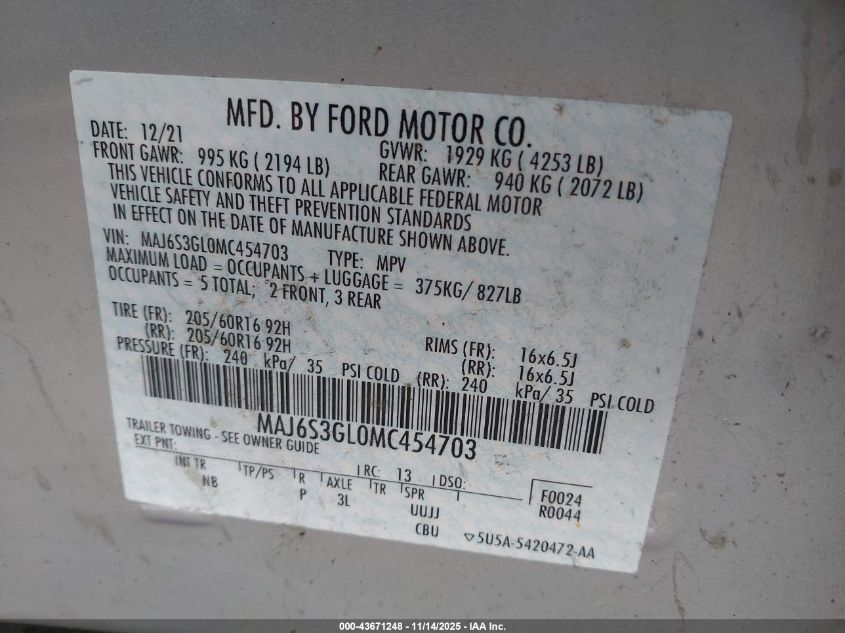 MFD. BY FORD MOTOR CO.
DATE: 12/21 GVWR: 1929 KG ( 4253 LB)
FRONT GAWR: 995 KG ( 2194 LB) REAR GAWR: 940 KG ( 2072 LB)
THIS VEHICLE CONFORMS TO ALL APPLICABLE FEDERAL MOTOR
VEHICLE SAFETY AND THEFT PREVENTION STANDARDS
IN EFFECT ON THE DATE OF MANUFACTURE SHOWN ABOVE.
VIN: MAJ6S3GL0MC454703 TYPE: MPV
MAXIMUM LOAD = OCCUPANTS + LUGGAGE = 375KG/ 827LB
OCCUPANTS = 5 TOTAL; 2 FRONT, 3 REAR
TIRE (FR): 205/60R16 92H RIMS (FR): 16x6.5J
(RR): 205/60R16 92H (RR): 16x6.5J
PRESSURE (FR): 240 kPa/ 35 PSI COLD (RR): 240 kPa/ 35 PSI COLD
MAJ6S3GL0MC454703
TRAILER TOWING - SEE OWNER GUIDE
EXT PNT: RC: 13 DSO:
INT TR TP/PS R AXLE TR SPR F0024
NB P 3L UUJJ R0044
CBU ▽5U5A-5420472-AA
000-43671248 - 11/14/2025 - IAA Inc.